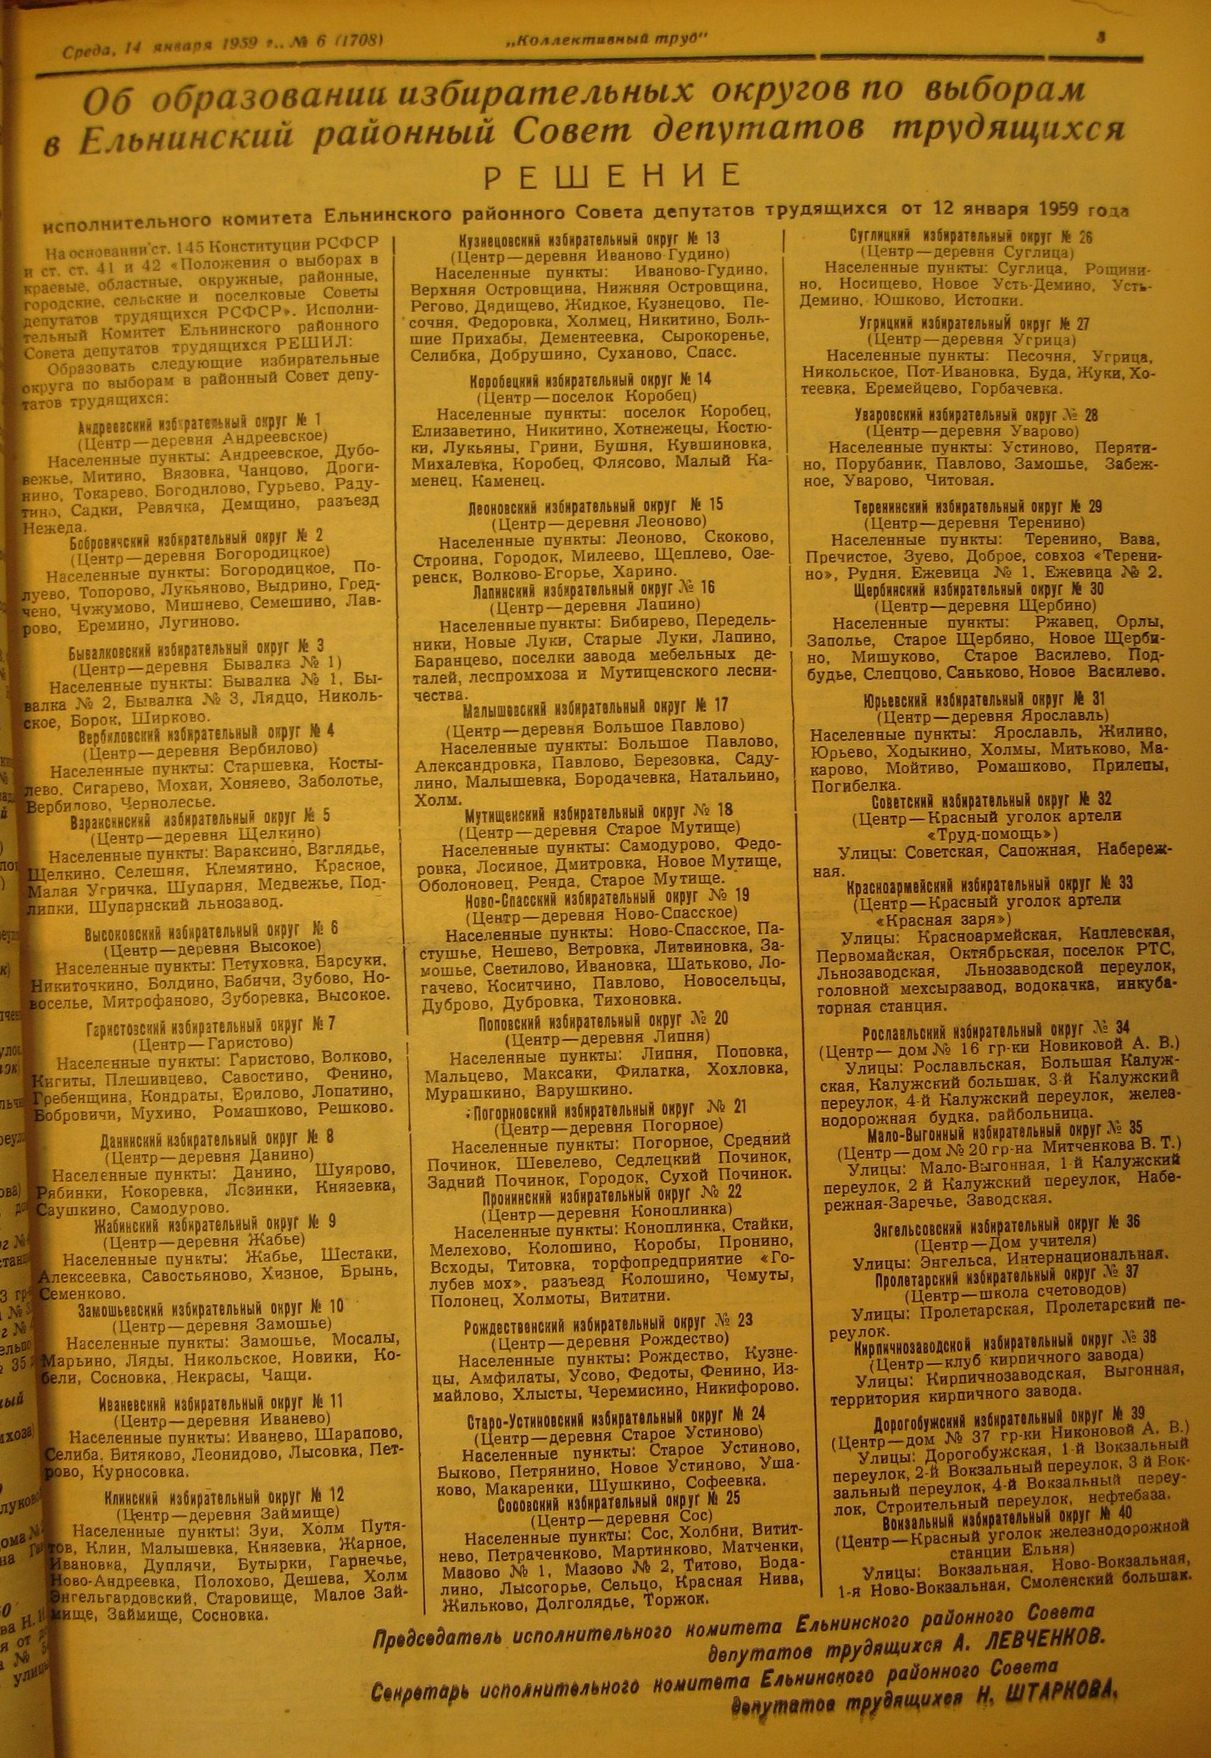 Среда, 14 января 1959 г., № 6 (1708)
„Коллективный труд"
3
Об образовании избирательных округов по выборам
в Ельнинский районный Совет депутатов трудящихся
РЕШЕНИЕ
исполнительного комитета Ельнинского районного Совета депутатов трудящихся от 12 января 1959 года
На основании ст. 145 Конституции РСФСР
и ст. ст. 41 и 42 «Положения о выборах в
краевые, областные, окружные, районные,
городские, сельские и поселковые Советы
депутатов трудящихся РСФСР». Исполни-
тельный Комитет Ельнинского районного
Совета депутатов трудящихся РЕШИЛ:
Образовать следующие избирательные
округа по выборам в районный Совет депу-
татов трудящихся:
Андреевский избирательный округ № 1
(Центр—деревня Андреевское)
Населенные пункты: Андреевское, Дубо-
вежье, Митино, Вязовка, Чанцово, Дроги-
нино, Токарево, Богодилово, Гурьево, Раду-
тино, Садки, Ревячка, Демщино, разъезд
Нежеда.
Бобровичский избирательный округ № 2
(Центр—деревня Богородицкое)
Населенные пункты: Богородицкое, По-
луево, Топорово, Лукьяново, Выдрино, Гред-
чено, Чужумово, Мишнево, Семешино, Лав-
рово, Еремино, Лугиново.
Бывалковский избирательный округ № 3
(Центр—деревня Бывалка № 1)
Населенные пункты: Бывалка № 1, Бы-
валка № 2, Бывалка № 3, Лядцо, Николь-
ское, Борок, Ширково.
Вербиловский избирательный округ № 4
(Центр—деревня Вербилово)
Населенные пункты: Старшевка, Косты-
лево, Сигарево, Мохаи, Хоняево, Заболотье,
Вербилово, Чернолесье.
Вараксинский избирательный округ № 5
(Центр—деревня Щелкино)
Населенные пункты: Вараксино, Взглядье,
Щелкино, Селешня, Клемятино, Красное,
Малая Угричка, Шупарня, Медвежье, Под-
липки, Шупарнский льнозавод.
Высоковский избирательный округ № 6
(Центр—деревня Высокое)
Населенные пункты: Петуховка, Барсуки,
Никиточкино, Болдино, Бабичи, Зубово, Но-
воселье, Митрофаново, Зуборевка, Высокое.
Гаристовский избирательный округ № 7
(Центр—Гаристово)
Населенные пункты: Гаристово, Волково,
Кигиты, Плешивцево, Савостино, Фенино,
Гребенщина, Кондраты, Ерилово, Лопатино,
Бобровичи, Мухино, Ромашково, Решково.
Данинский избирательный округ № 8
(Центр—деревня Данино)
Населенные пункты: Данино, Шуярово,
Рябинки, Кокоревка, Лозинки, Князевка,
Саушкино, Самодурово.
Жабинский избирательный округ № 9
(Центр—деревня Жабье)
Населенные пункты: Жабье, Шестаки,
Алексеевка, Савостьяново, Хизное, Брынь,
Семенково.
Замошьевский избирательный округ № 10
(Центр—деревня Замошье)
Населенные пункты: Замошье, Мосалы,
Марьино, Ляды, Никольское, Новики, Ко-
бели, Сосновка, Некрасы, Чащи.
Иваневский избирательный округ № 11
(Центр—деревня Иванево)
Населенные пункты: Иванево, Шарапово,
Селиба, Битяково, Леонидово, Лысовка, Пет-
рово, Курносовка.
Клинский избирательный округ № 12
(Центр—деревня Займище)
Населенные пункты: Зуи, Холм Путя-
тов, Клин, Малышевка, Князевка, Жарное,
Ивановка, Дуплячи, Бутырки, Гарнечье,
Ново-Андреевка, Полохово, Дешева, Холм
Энгельгардовский, Старовище, Малое Зай-
мище, Займище, Сосновка.
Кузнецовский избирательный округ № 13
(Центр—деревня Иваново-Гудино)
Населенные пункты: Иваново-Гудино,
Верхняя Островщина, Нижняя Островщина,
Регово, Дядищево, Жидкое, Кузнецово, Пе-
сочня, Федоровка, Холмец, Никитино, Боль-
шие Прихабы, Дементеевка, Сырокоренье,
Селибка, Добрушино, Суханово, Спасс.
Коробецкий избирательный округ № 14
(Центр—поселок Коробец)
Населенные пункты: поселок Коробец,
Елизаветино, Никитино, Хотнежецы, Костю-
ки, Лукьяны, Грини, Бушня, Кувшиновка,
Михалевка, Коробец, Флясово, Малый Ка-
менец, Каменец.
Леоновский избирательный округ № 15
(Центр—деревня Леоново)
Населенные пункты: Леоново, Скоково,
Строина, Городок, Милеево, Щеплево, Озе-
ренск, Волково-Егорье, Харино.
Лапинский избирательный округ № 16
(Центр—деревня Лапино)
Населенные пункты: Бибирево, Передель-
ники, Новые Луки, Старые Луки, Лапино,
Баранцево, поселки завода мебельных де-
талей, леспромхоза и Мутищенского лесни-
чества.
Малышевский избирательный округ № 17
(Центр—деревня Большое Павлово)
Населенные пункты: Большое Павлово,
Александровка, Павлово, Березовка, Саду-
лино, Малышевка, Бородачевка, Натальино,
Холм.
Мутищенский избирательный округ № 18
(Центр—деревня Старое Мутище)
Населенные пункты: Самодурово, Федо-
ровка, Лосиное, Дмитровка, Новое Мутище,
Оболоновец, Ренда, Старое Мутище.
Ново-Спасский избирательный округ № 19
(Центр—деревня Ново-Спасское)
Населенные пункты: Ново-Спасское, Па-
стушье, Нешево, Ветровка, Литвиновка, За-
мошье, Светилово, Ивановка, Шатьково, Ло-
гачево, Коситчино, Павлово, Новосельцы,
Дуброво, Дубровка, Тихоновка.
Поповский избирательный округ № 20
(Центр—деревня Липня)
Населенные пункты: Липня, Поповка,
Мальцево, Максаки, Филатка, Хохловка,
Мурашкино, Варушкино.
Погорновский избирательный округ № 21
(Центр—деревня Погорное)
Населенные пункты: Погорное, Средний
Починок, Шевелево, Седлецкий Починок,
Задний Починок, Городок, Сухой Починок.
Пронинский избирательный округ № 22
(Центр—деревня Коноплинка)
Населенные пункты: Коноплинка, Стайки,
Мелехово, Колошино, Коробы, Пронино,
Всходы, Титовка, торфопредприятие «Го-
лубев мох», разъезд Колошино, Чемуты,
Полонец, Холмоты, Вититни.
Рождественский избирательный округ № 23
(Центр—деревня Рождество)
Населенные пункты: Рождество, Кузне-
цы, Амфилаты, Усово, Федоты, Фенино, Из-
майлово, Хлысты, Черемисино, Никифорово.
Старо-Устиновский избирательный округ № 24
(Центр—деревня Старое Устиново)
Населенные пункты: Старое Устиново,
Быково, Петрянино, Новое Устиново, Уша-
ково, Макаренки, Шушкино, Софеевка.
Сосовский избирательный округ № 25
(Центр—деревня Сос)
Населенные пункты: Сос, Холбни, Витит-
нево, Петраченково, Мартинково, Матченки,
Мазово № 1, Мазово № 2, Титово, Бода-
лино, Лысогорье, Сельцо, Красная Нива,
Жильково, Долголядье, Торжок.
Суглицкий избирательный округ № 26
(Центр—деревня Суглица)
Населенные пункты: Суглица, Рощини-
но, Носищево, Новое Усть-Демино, Усть-
Демино, Юшково, Истопки.
Угрицкий избирательный округ № 27
(Центр—деревня Угрица)
Населенные пункты: Песочня, Угрица,
Никольское, Пот-Ивановка, Буда, Жуки, Хо-
теевка, Еремейцево, Горбачевка.
Уваровский избирательный округ № 28
(Центр—деревня Уварово)
Населенные пункты: Устиново, Перяти-
но, Порубаник, Павлово, Замошье, Забеж-
ное, Уварово, Читовая.
Теренинский избирательный округ № 29
(Центр—деревня Теренино)
Населенные пункты: Теренино, Вава,
Пречистое, Зуево, Доброе, совхоз «Терени-
но», Рудня, Ежевица № 1, Ежевица № 2.
Щербинский избирательный округ № 30
(Центр—деревня Щербино)
Населенные пункты: Ржавец, Орлы,
Заполье, Старое Щербино, Новое Щерби-
но, Мишуково, Старое Василево, Под-
будье, Слепцово, Саньково, Новое Василево.
Юрьевский избирательный округ № 31
(Центр—деревня Ярославль)
Населенные пункты: Ярославль, Жилино,
Юрьево, Ходыкино, Холмы, Митьково, Ма-
карово, Мойтиво, Ромашково, Прилепы,
Погибелка.
Советский избирательный округ № 32
(Центр—Красный уголок артели
«Труд-помощь»)
Улицы: Советская, Сапожная, Набереж-
ная.
Красноармейский избирательный округ № 33
(Центр—Красный уголок артели
«Красная заря»)
Улицы: Красноармейская, Каплевская,
Первомайская, Октябрьская, поселок РТС,
Льнозаводская, Льнозаводской переулок,
головной мехсырзавод, водокачка, инкуба-
торная станция.
Рославльский избирательный округ № 34
(Центр— дом № 16 гр-ки Новиковой А. В.)
Улицы: Рославльская, Большая Калуж-
ская, Калужский большак, 3-й Калужский
переулок, 4-й Калужский переулок, желез-
нодорожная будка, райбольница.
Мало-Выгонный избирательный округ № 35
(Центр—дом № 20 гр-на Митченкова В. Т.)
Улицы: Мало-Выгонная, 1-й Калужский
переулок, 2 й Калужский переулок, Набе-
режная-Заречье, Заводская.
Энгельсовский избирательный округ № 36
(Центр—Дом учителя)
Улицы: Энгельса, Интернациональная.
Пролетарский избирательный округ № 37
(Центр—школа счетоводов)
Улицы: Пролетарская, Пролетарский пе-
реулок.
Кирпичнозаводской избирательный округ № 38
(Центр—клуб кирпичного завода)
Улицы: Кирпичнозаводская, Выгонная,
территория кирпичного завода.
Дорогобужский избирательный округ № 39
(Центр—дом № 37 гр-ки Никоновой А. В.)
Улицы: Дорогобужская, 1-й Вокзальный
переулок, 2-й Вокзальный переулок, 3 й Вок-
зальный переулок, 4-й Вокзальный переу-
лок, Строительный переулок, нефтебаза.
Вокзальный избирательный округ № 40
(Центр—Красный уголок железнодорожной
станции Ельня)
Улицы: Вокзальная, Ново-Вокзальная,
1-я Ново-Вокзальная, Смоленский большак.
Председатель исполнительного комитета Ельнинского районного Совета
депутатов трудящихся А. ЛЕВЧЕНКОВ.
Секретарь исполнительного комитета Ельнинского районного Совета
депутатов трудящихся Н. ШТАРКОВА.